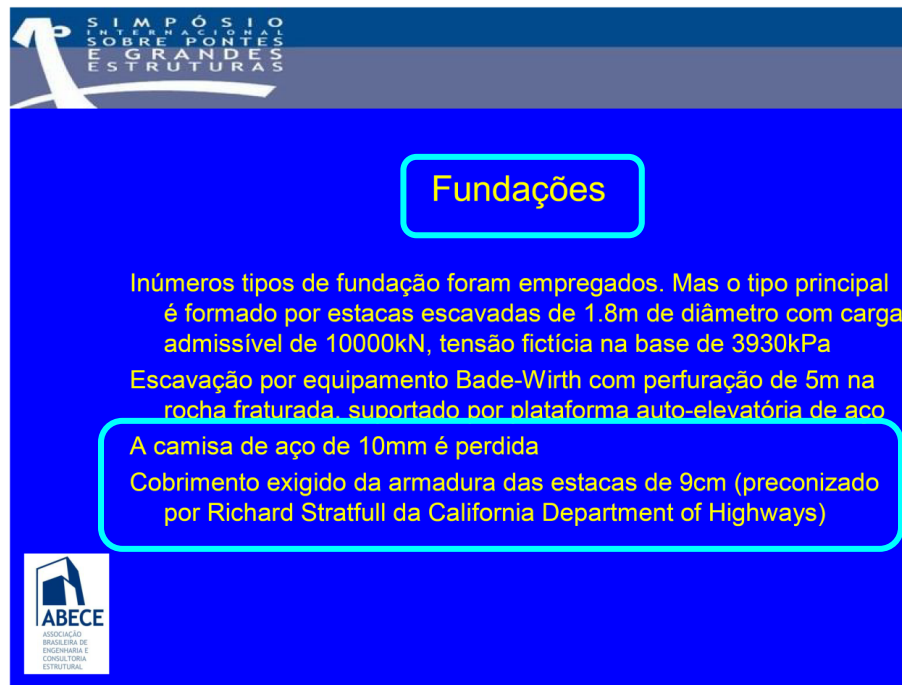 SIMPÓSIO
INTERNACIONAL
SOBRE PONTES
E GRANDES
ESTRUTURAS
Fundações
Inúmeros tipos de fundação foram empregados. Mas o tipo principal
é formado por estacas escavadas de 1.8m de diâmetro com carga
admissível de 10000kN, tensão fictícia na base de 3930kPa
Escavação por equipamento Bade-Wirth com perfuração de 5m na
rocha fraturada, suportado por plataforma auto-elevatória de aço
A camisa de aço de 10mm é perdida
Cobrimento exigido da armadura das estacas de 9cm (preconizado
por Richard Stratfull da California Department of Highways)
ABECE
ASSOCIAÇÃO
BRASILEIRA DE
ENGENHARIA E
CONSULTORIA
ESTRUTURAL